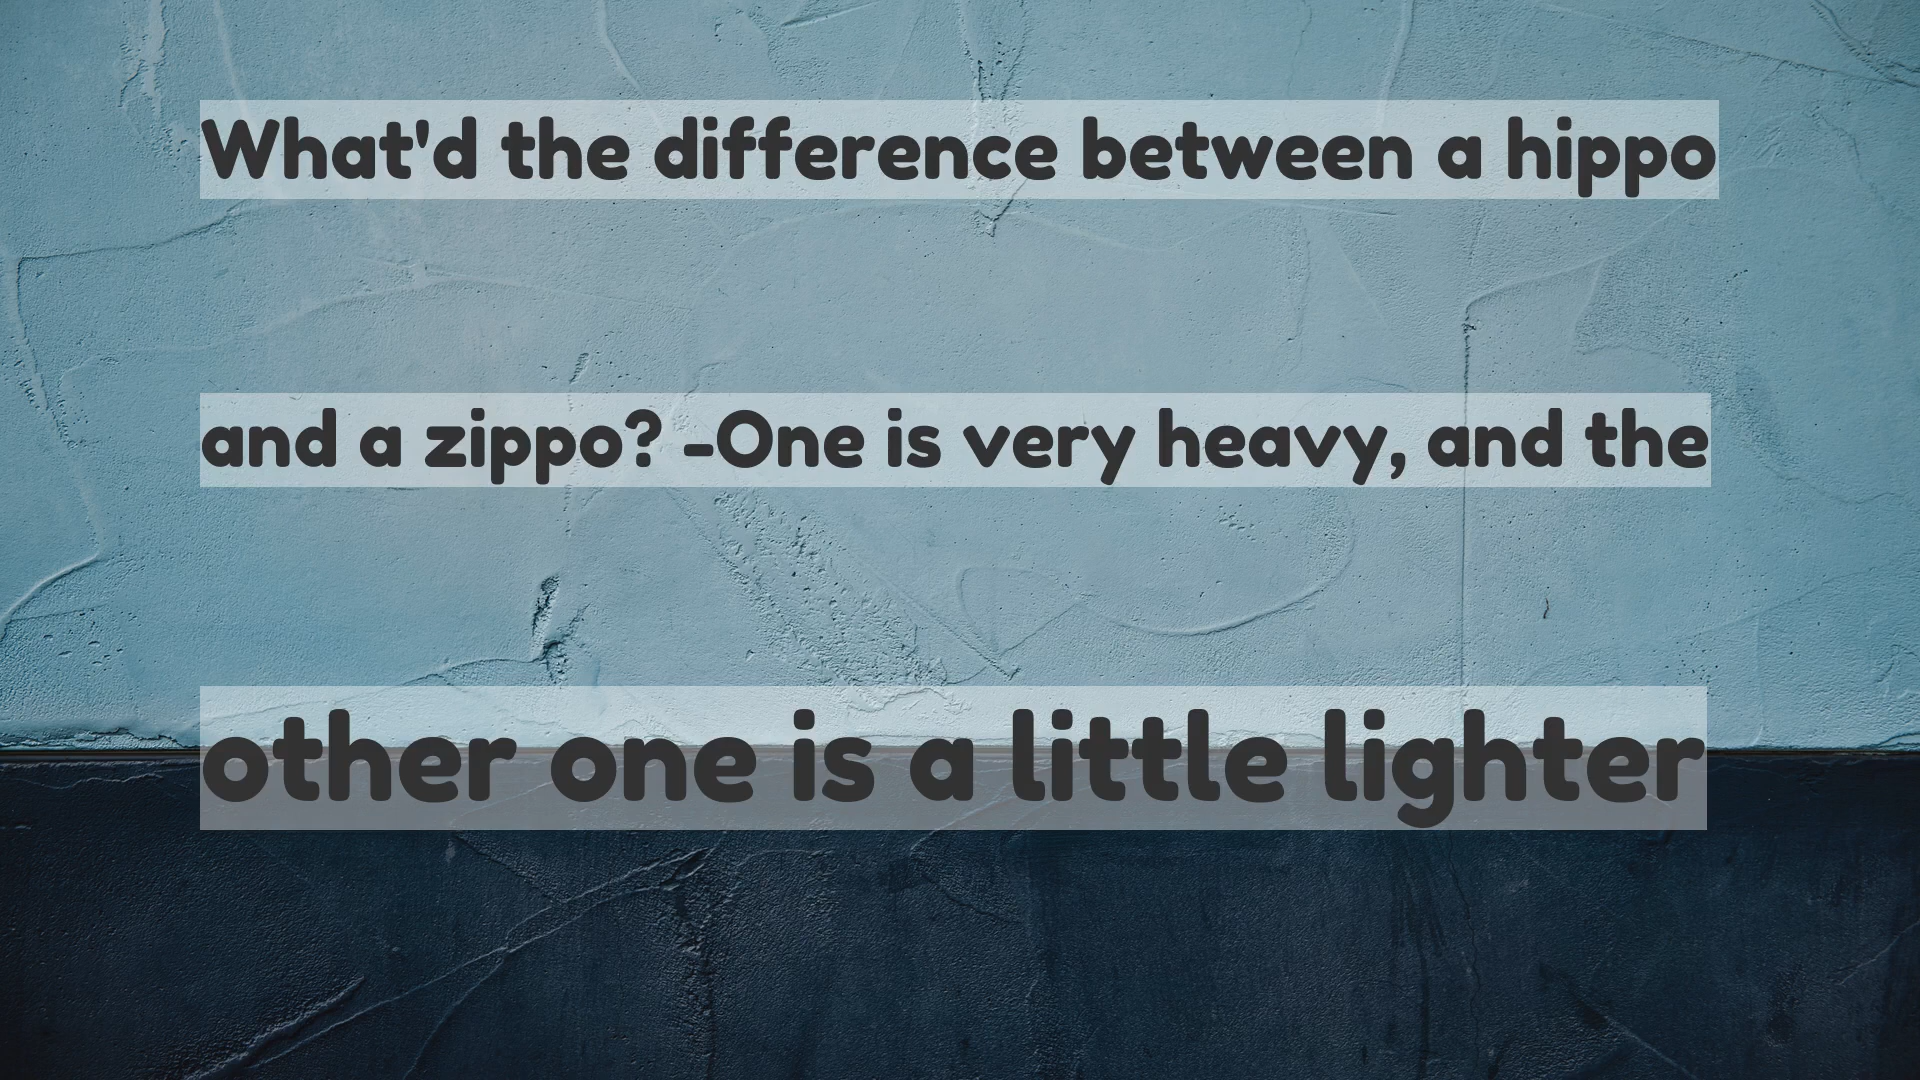 What'd the difference between a hippo
and a zippo? -One is very heavy, and the
other one is a little lighter